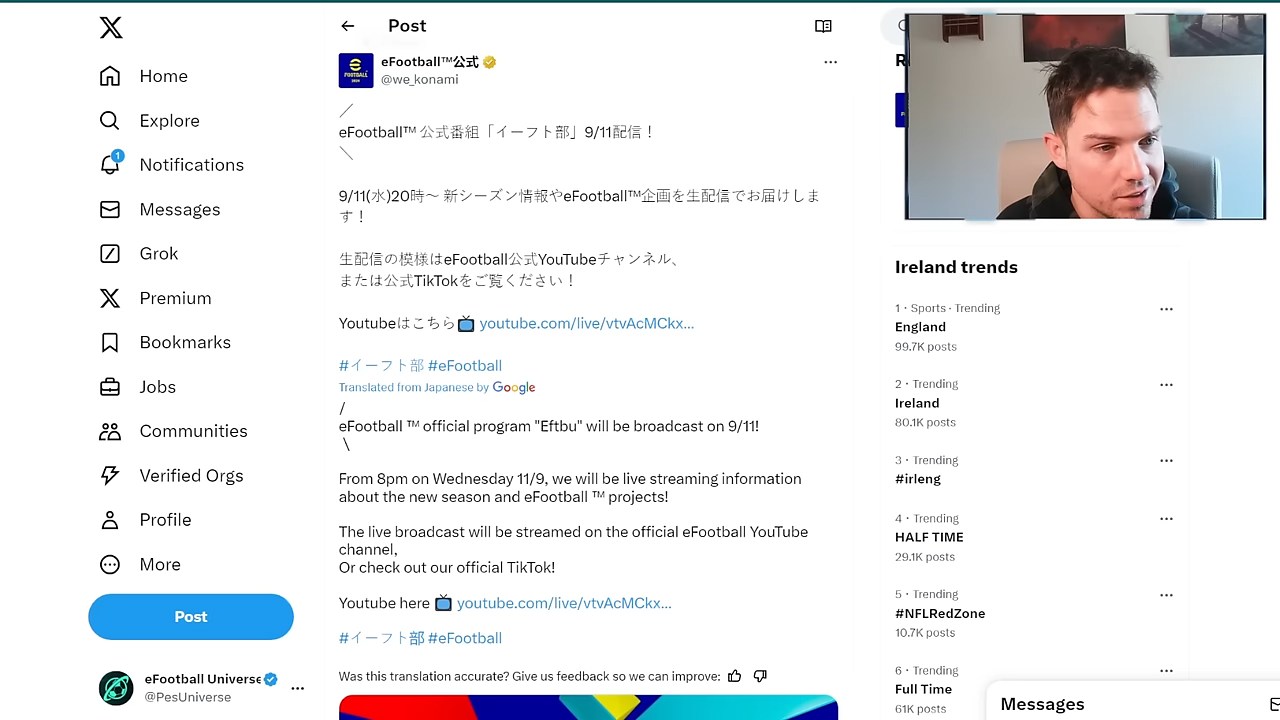 Home
Explore
1
Notifications
Messages
Grok
Premium
Bookmarks
Jobs
Communities
Verified Orgs
Profile
More
Post
eFootball Universe
@PesUniverse
Post
eFootball™公式
@we_konami
／
eFootball™ 公式番組「イーフト部」9/11配信！
＼
9/11(水)20時〜 新シーズン情報やeFootball™企画を生配信でお届けしま
す！
生配信の模様はeFootball公式YouTubeチャンネル、
または公式TikTokをご覧ください！
Youtubeはこちら📺 youtube.com/live/vtvAcMCkx…
#イーフト部 #eFootball
Translated from Japanese by Google
/
eFootball ™ official program "Eftbu" will be broadcast on 9/11!
\
From 8pm on Wednesday 11/9, we will be live streaming information
about the new season and eFootball ™ projects!
The live broadcast will be streamed on the official eFootball YouTube
channel,
Or check out our official TikTok!
Youtube here 📺 youtube.com/live/vtvAcMCkx…
#イーフト部 #eFootball
Was this translation accurate? Give us feedback so we can improve:
Ireland trends
1 · Sports · Trending
England
99.7K posts
2 · Trending
Ireland
80.1K posts
3 · Trending
#irleng
4 · Trending
HALF TIME
29.1K posts
5 · Trending
#NFLRedZone
10.7K posts
6 · Trending
Full Time
61K posts
Messages